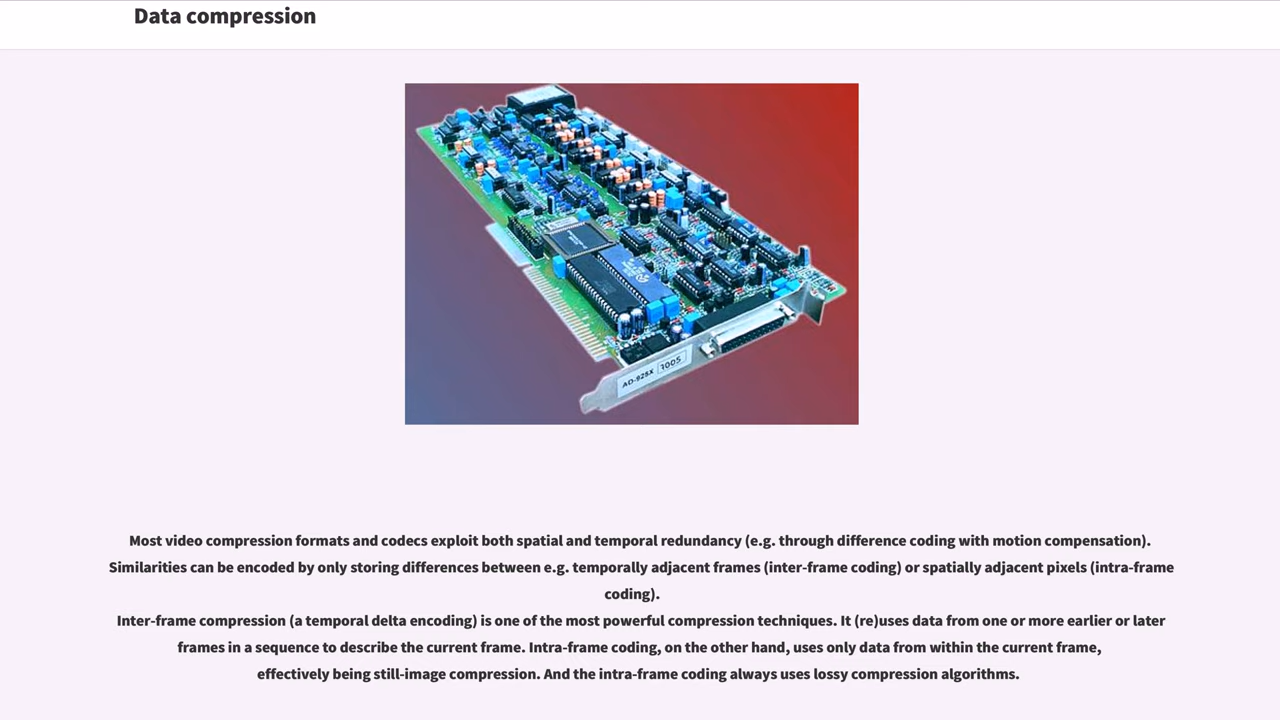 Data compression
AD-925X 1005
Most video compression formats and codecs exploit both spatial and temporal redundancy (e.g. through difference coding with motion compensation).
Similarities can be encoded by only storing differences between e.g. temporally adjacent frames (inter-frame coding) or spatially adjacent pixels (intra-frame
coding).
Inter-frame compression (a temporal delta encoding) is one of the most powerful compression techniques. It (re)uses data from one or more earlier or later
frames in a sequence to describe the current frame. Intra-frame coding, on the other hand, uses only data from within the current frame,
effectively being still-image compression. And the intra-frame coding always uses lossy compression algorithms.